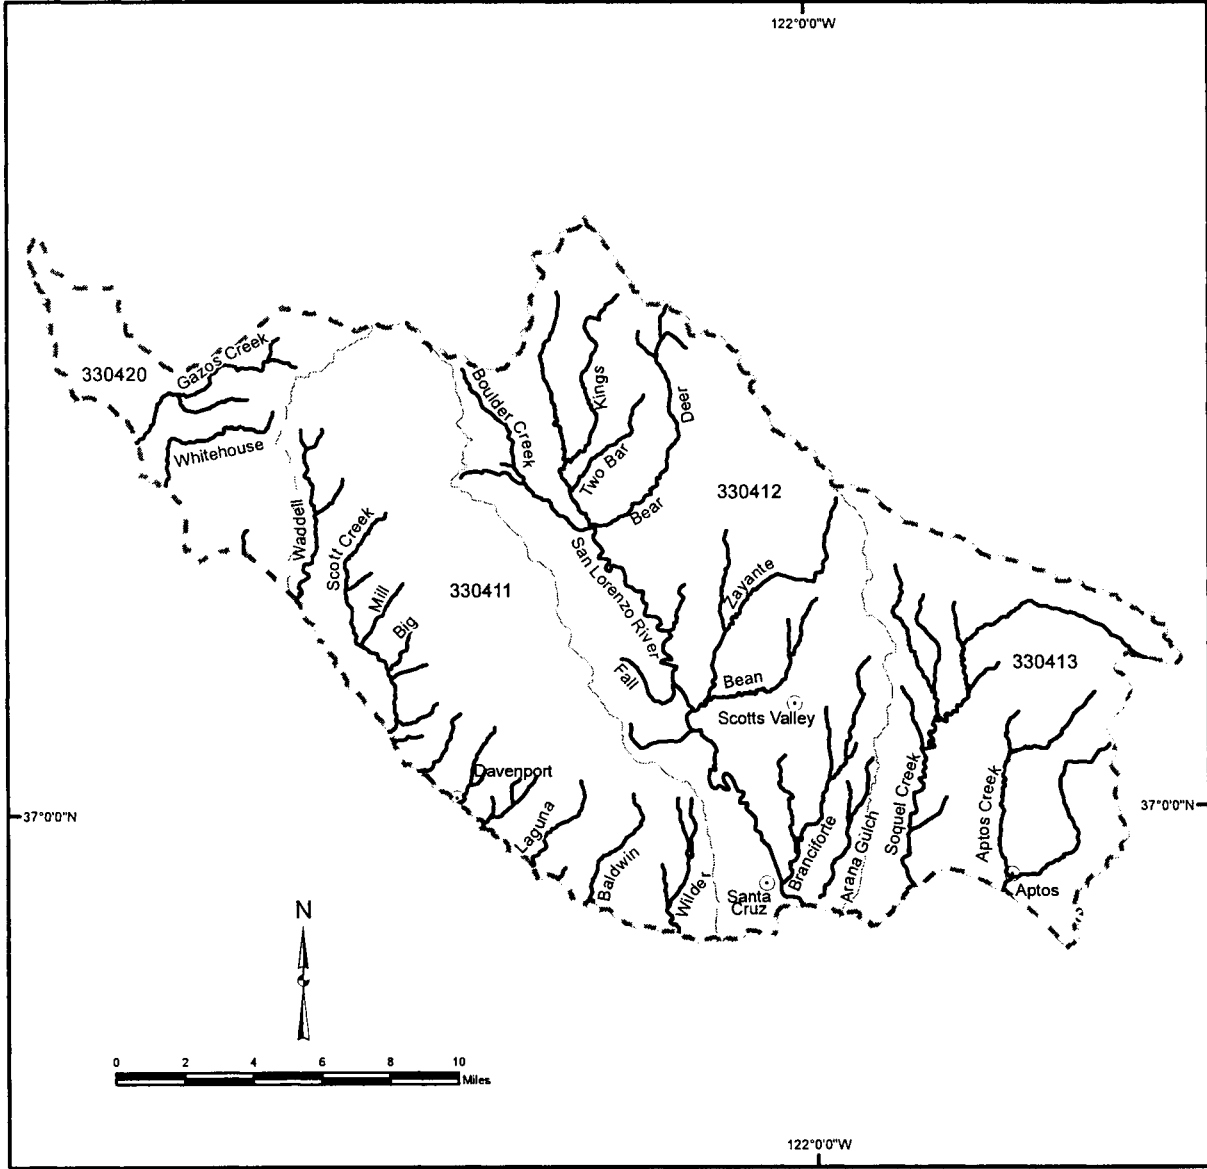 122°0'0"W
Gazos Creek
330420
Whitehouse
Boulder Creek
Kings
Deer
Two Bar
Bear
330412
Waddell
Scott Creek
San Lorenzo River
Zayante
330411
Mill
Big
Fall
Bean
330413
Scotts Valley
Davenport
Soquel Creek
Aptos Creek
37°0'0"N
37°0'0"N
Laguna
Baldwin
Wilder
Branciforte
Arana Gulch
Santa
Cruz
Aptos
N
0 2 4 6 8 10
Miles
122°0'0"W